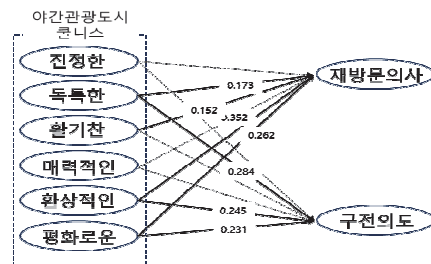 야간관광도시
쿨니스
진정한
독특한
활기찬
매력적인
환상적인
평화로운
재방문의사
구전의도
0.173
0.152
0.352
0.262
0.284
0.245
0.231